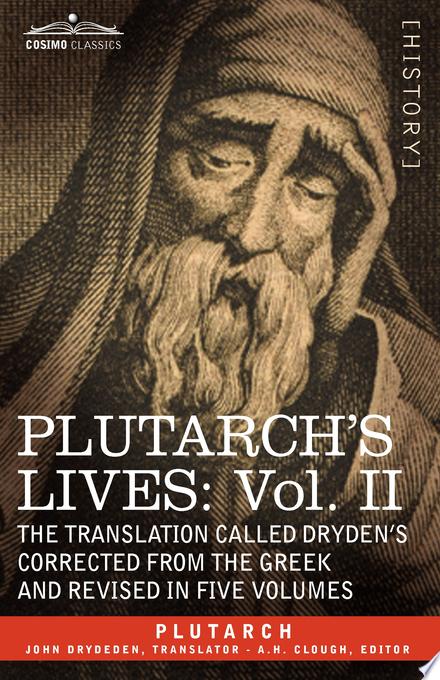 COSIMO CLASSICS
[HISTORY]
PLUTARCH'S
LIVES: Vol. II
THE TRANSLATION CALLED DRYDEN'S
CORRECTED FROM THE GREEK
AND REVISED IN FIVE VOLUMES
PLUTARCH
JOHN DRYDEDEN, TRANSLATOR - A.H. CLOUGH, EDITOR